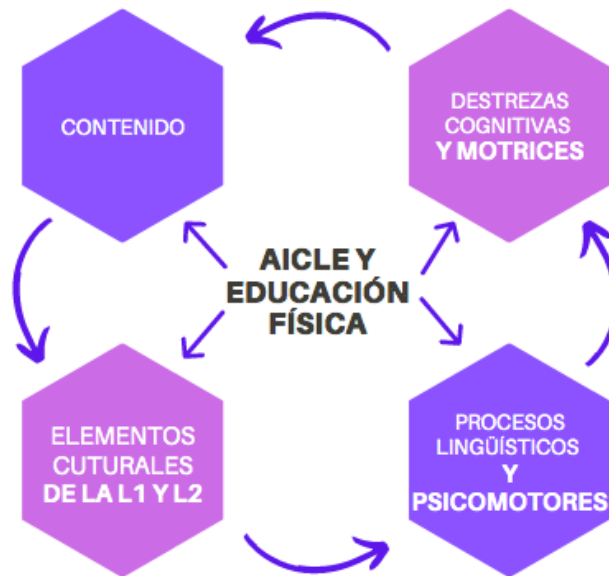 CONTENIDO
DESTREZAS
COGNITIVAS
Y MOTRICES
AICLE Y
EDUCACIÓN
FÍSICA
ELEMENTOS
CUTURALES
DE LA L1 Y L2
PROCESOS
LINGÜÍSTICOS
Y
PSICOMOTORES